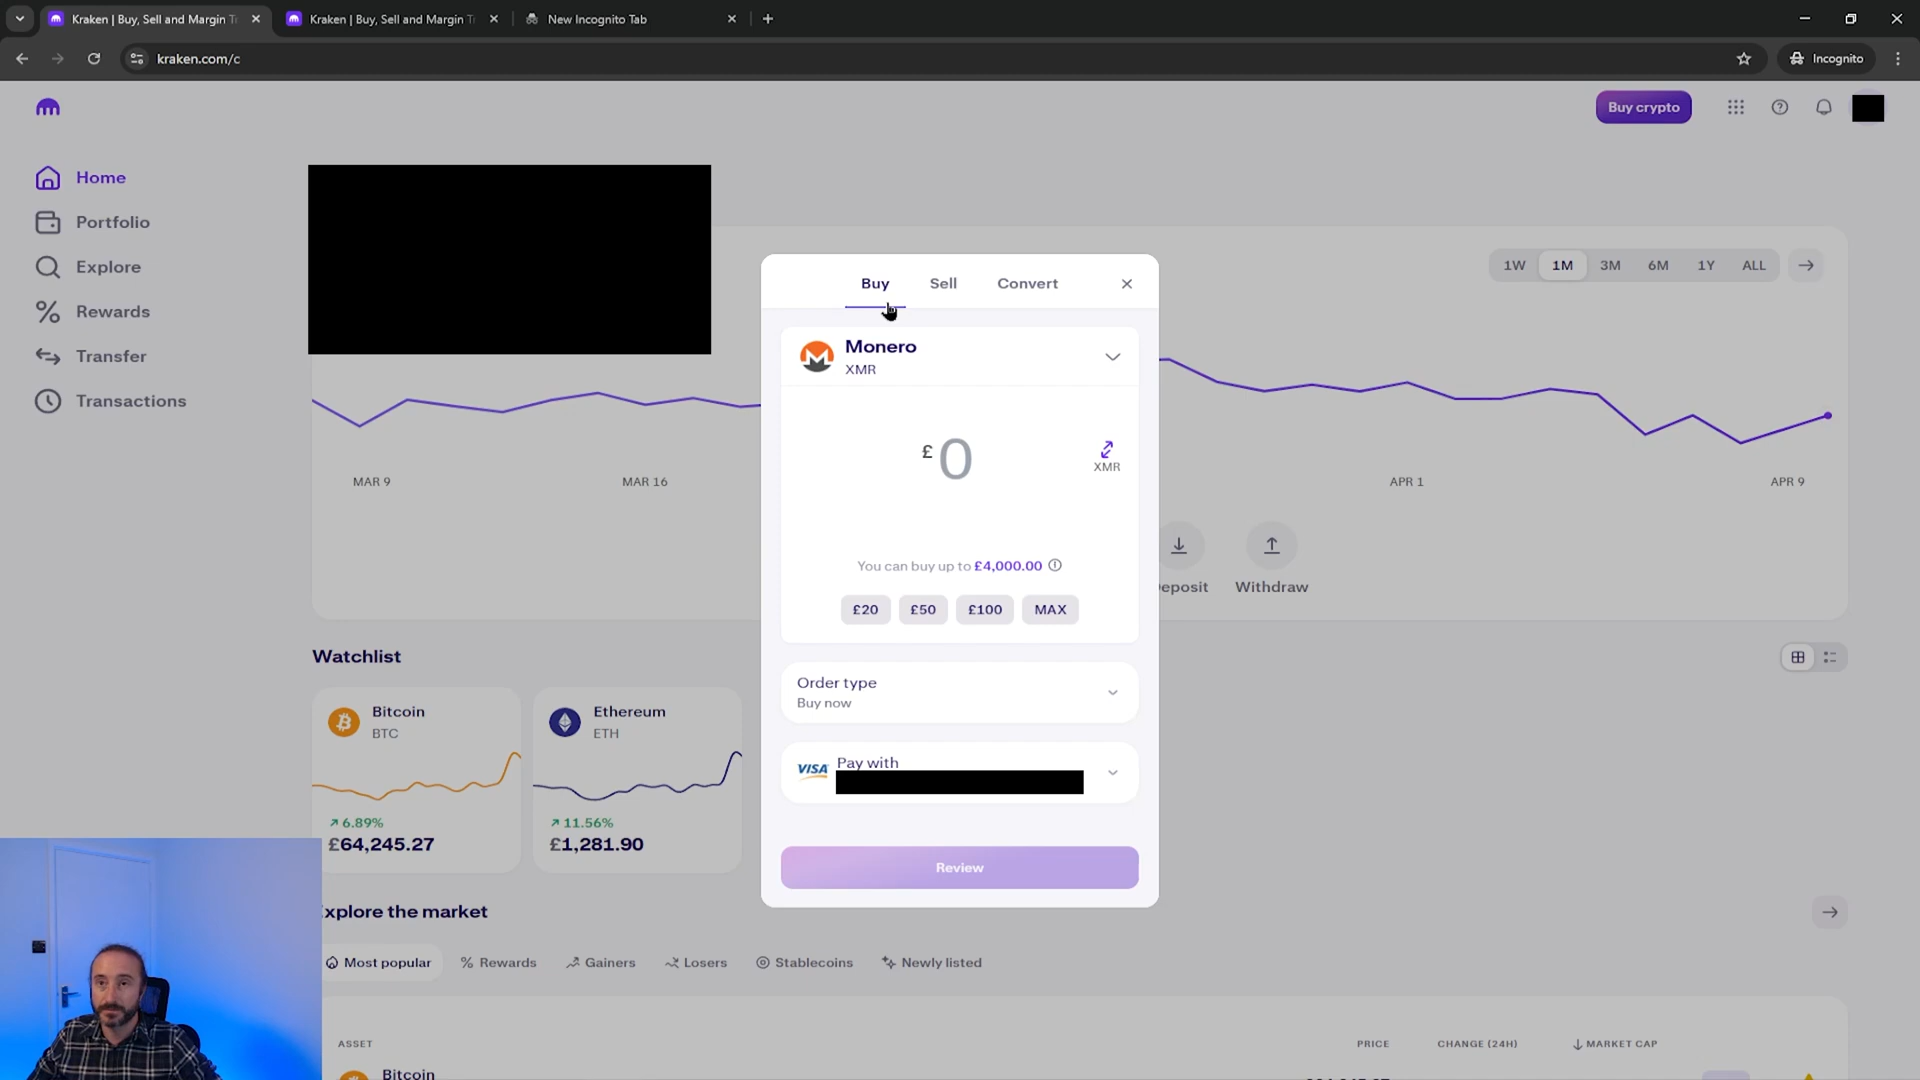 Kraken | Buy, Sell and Margin T
Kraken | Buy, Sell and Margin T
New Incognito Tab
kraken.com/c
Incognito
Buy crypto
Home
Portfolio
Explore
Rewards
Transfer
Transactions
1W
1M
3M
6M
1Y
ALL
Buy
Sell
Convert
Monero
XMR
£ 0
XMR
MAR 9
MAR 16
APR 1
APR 9
You can buy up to £4,000.00
£20
£50
£100
MAX
eposit
Withdraw
Watchlist
Order type
Buy now
Bitcoin
BTC
6.89%
£64,245.27
Ethereum
ETH
11.56%
£1,281.90
VISA
Pay with
Review
Explore the market
Most popular
Rewards
Gainers
Losers
Stablecoins
Newly listed
ASSET
PRICE
CHANGE (24H)
MARKET CAP
Bitcoin